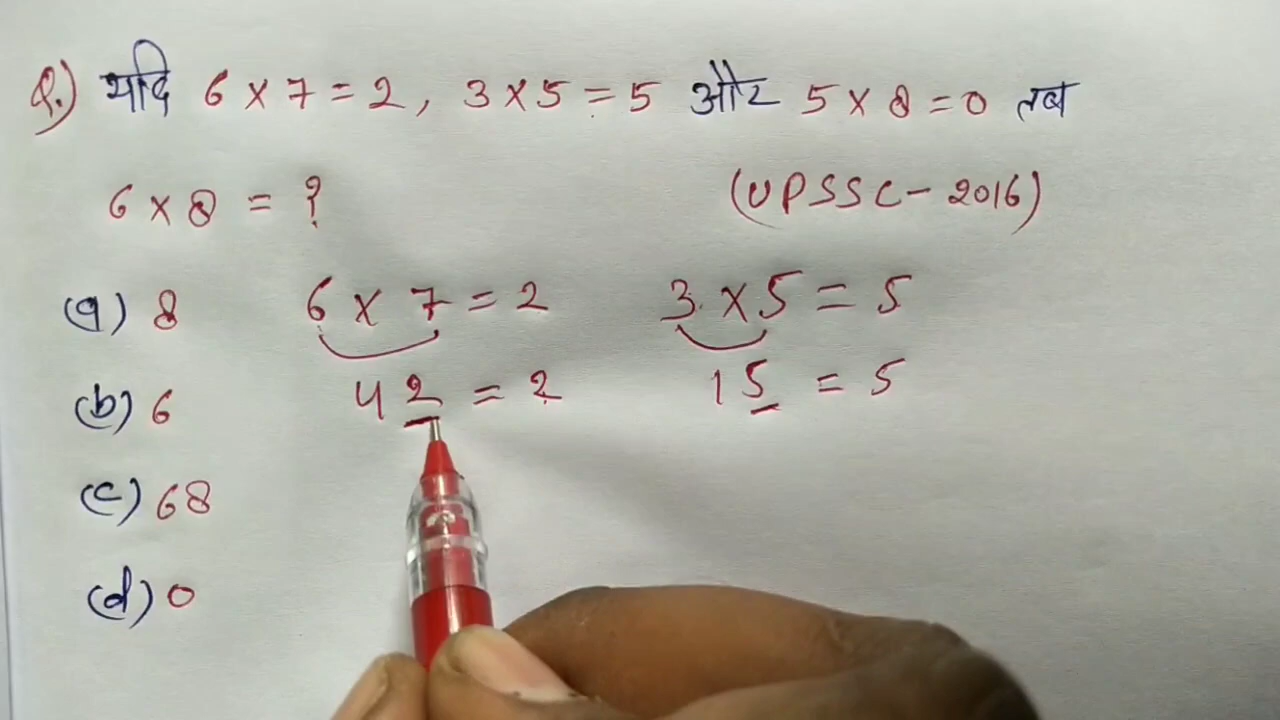 Q.) यदि 6 × 7 = 2, 3 × 5 = 5 और 5 × 8 = 0 तब
6 × 8 = ?
(UPSSC - 2016)
(a) 8
6 × 7 = 2
3 × 5 = 5
(b) 6
42 = 2
15 = 5
(c) 68
(d) 0